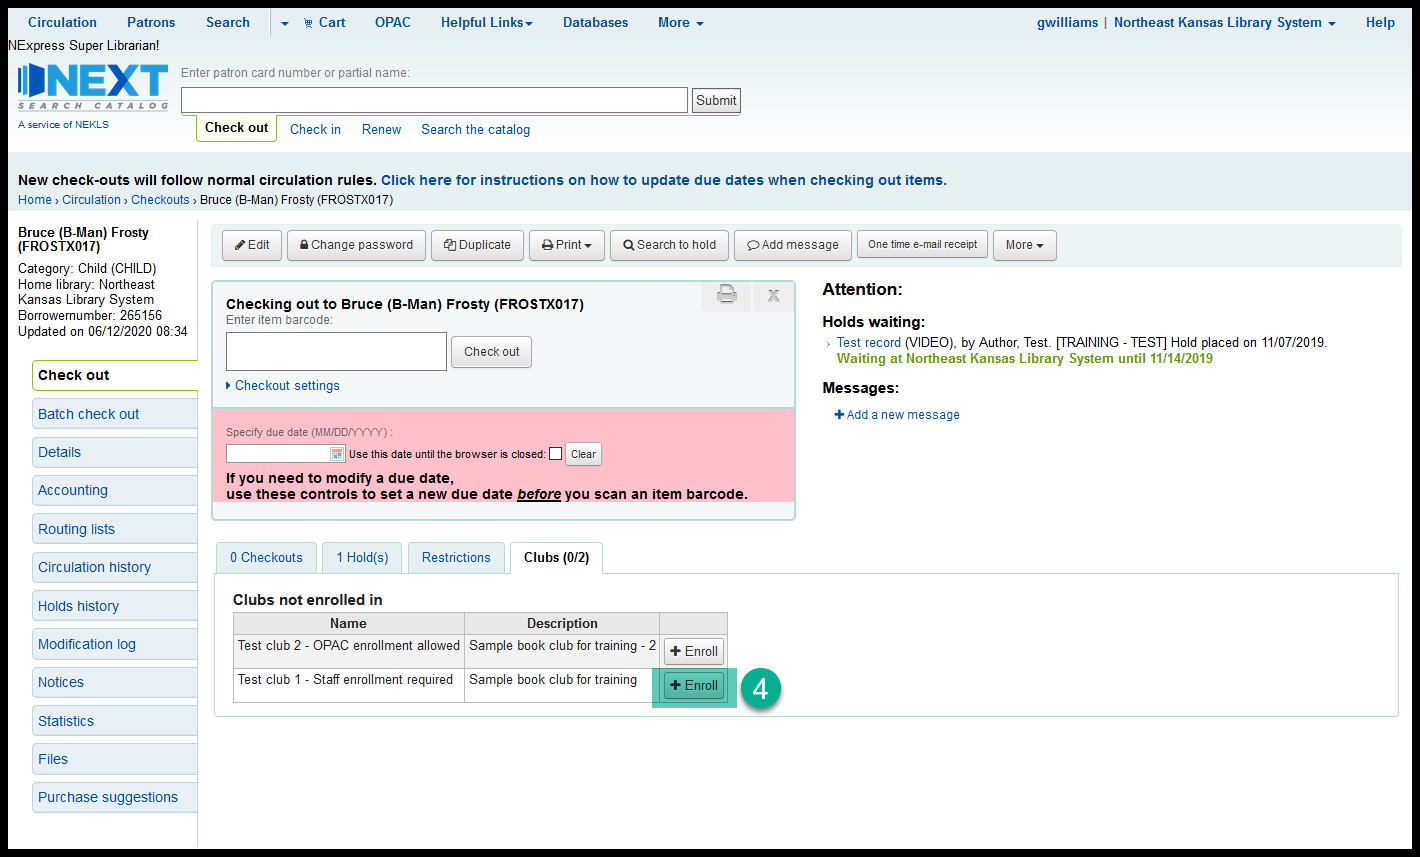 Circulation Patrons Search Cart OPAC Helpful Links Databases More gwilliams | Northeast Kansas Library System Help
NExpress Super Librarian!
NEXT
SEARCH CATALOG
A service of NEKLS
Enter patron card number or partial name:
Submit
Check out Check in Renew Search the catalog
New check-outs will follow normal circulation rules. Click here for instructions on how to update due dates when checking out items.
Home › Circulation › Checkouts › Bruce (B-Man) Frosty (FROSTX017)
Bruce (B-Man) Frosty
(FROSTX017)
Category: Child (CHILD)
Home library: Northeast
Kansas Library System
Borrowernumber: 265156
Updated on 06/12/2020 08:34
Check out
Batch check out
Details
Accounting
Routing lists
Circulation history
Holds history
Modification log
Notices
Statistics
Files
Purchase suggestions
Edit Change password Duplicate Print Search to hold Add message One time e-mail receipt More
Checking out to Bruce (B-Man) Frosty (FROSTX017)
X
Enter item barcode:
Check out
Checkout settings
Specify due date (MM/DD/YYYY) :
Use this date until the browser is closed: Clear
If you need to modify a due date,
use these controls to set a new due date before you scan an item barcode.
Attention:
Holds waiting:
› Test record (VIDEO), by Author, Test. [TRAINING - TEST] Hold placed on 11/07/2019.
Waiting at Northeast Kansas Library System until 11/14/2019
Messages:
+ Add a new message
0 Checkouts 1 Hold(s) Restrictions Clubs (0/2)
Clubs not enrolled in
Name Description
Test club 2 - OPAC enrollment allowed Sample book club for training - 2 + Enroll
Test club 1 - Staff enrollment required Sample book club for training + Enroll
4